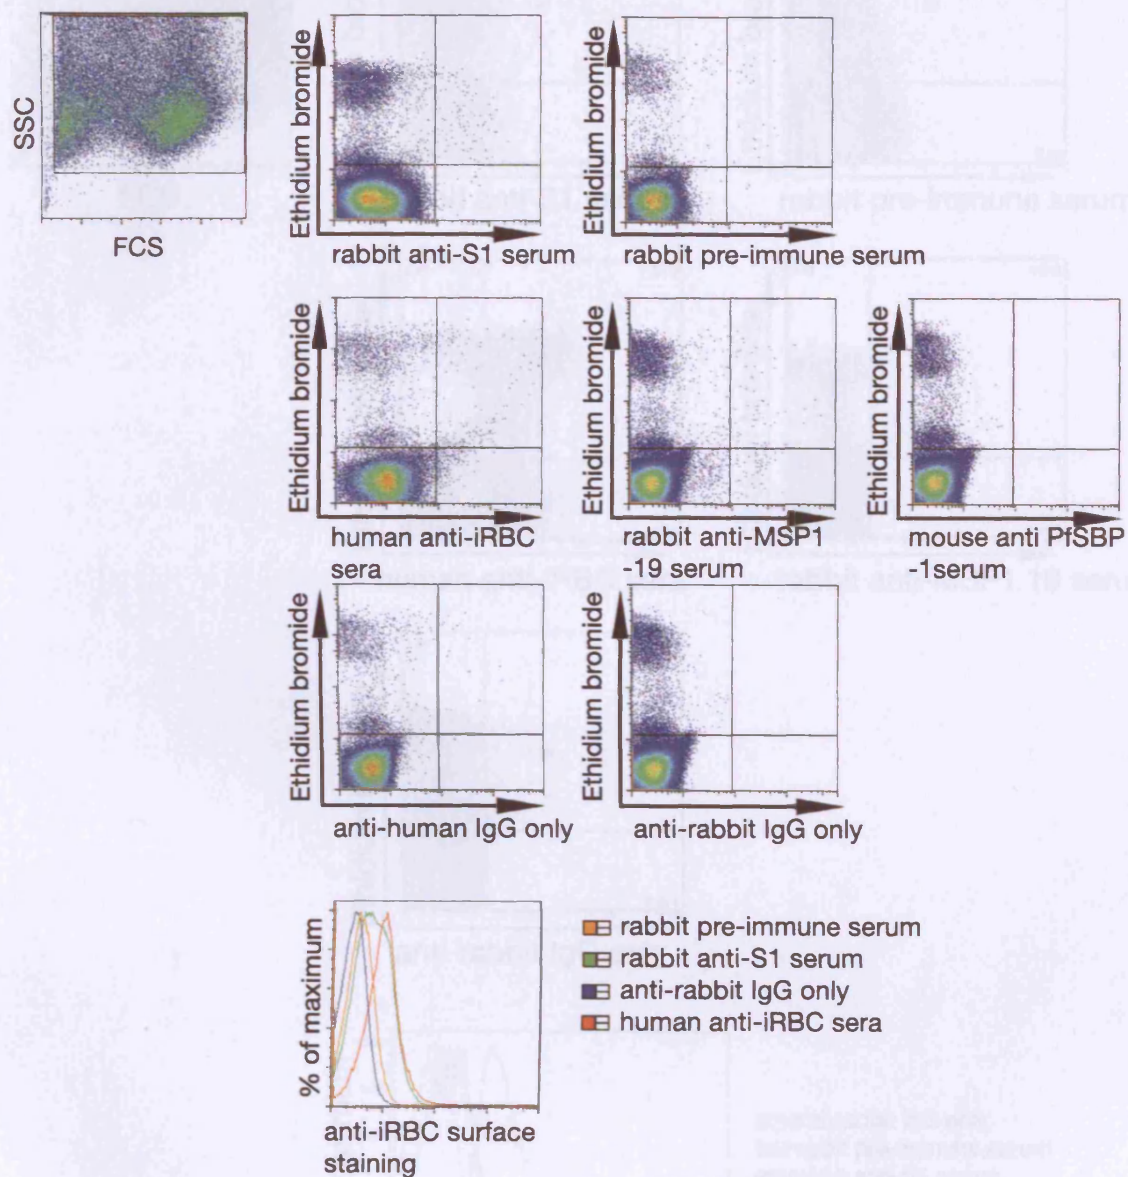 SSC
FCS
Ethidium bromide
rabbit anti-S1 serum
Ethidium bromide
rabbit pre-immune serum
Ethidium bromide
human anti-iRBC
sera
Ethidium bromide
rabbit anti-MSP1
-19 serum
Ethidium bromide
mouse anti PfSBP
-1serum
Ethidium bromide
anti-human IgG only
Ethidium bromide
anti-rabbit IgG only
% of maximum
anti-iRBC surface
staining
rabbit pre-immune serum
rabbit anti-S1 serum
anti-rabbit IgG only
human anti-iRBC sera